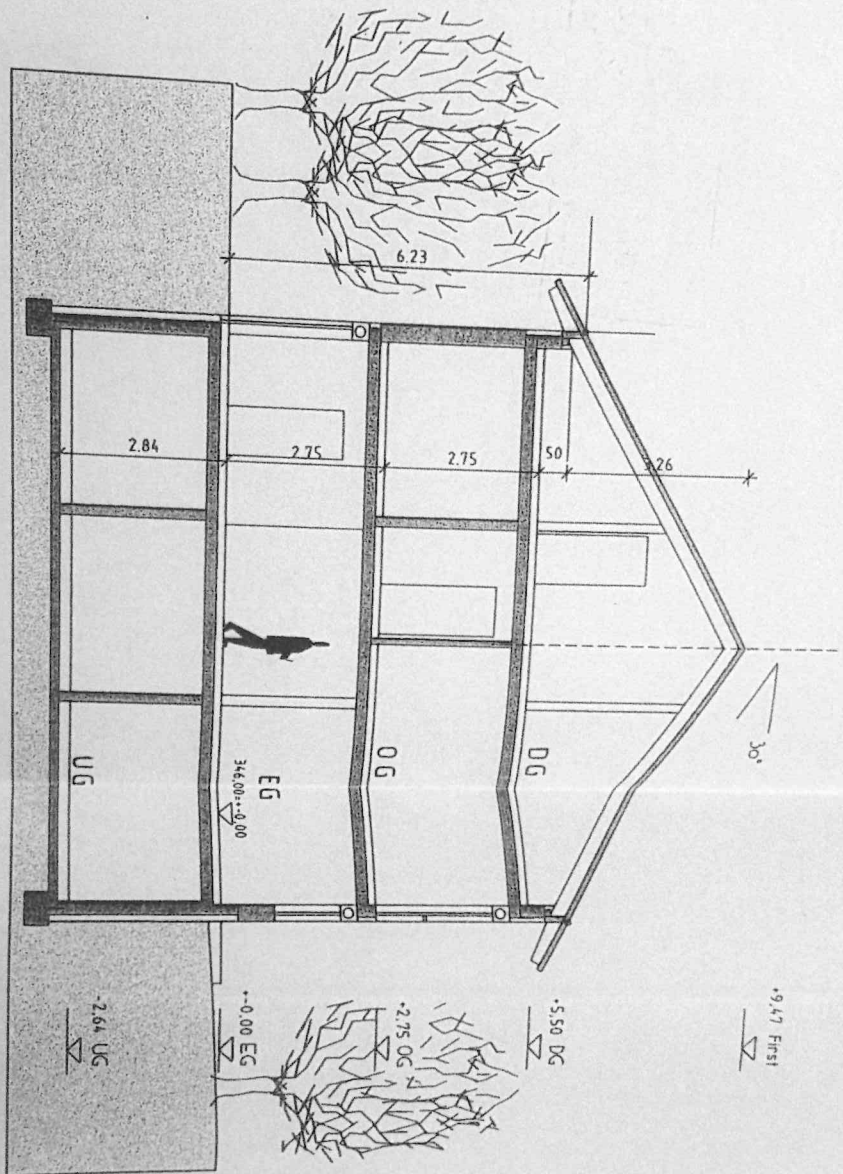 6.23
2.84
2.75
2.75
50
3.26
30°
UG
EG
346,00=+-0.00
OG
DG
+9,47 First
+5,50 DG
+2,75 OG
+-0.00 EG
-2,64 UG